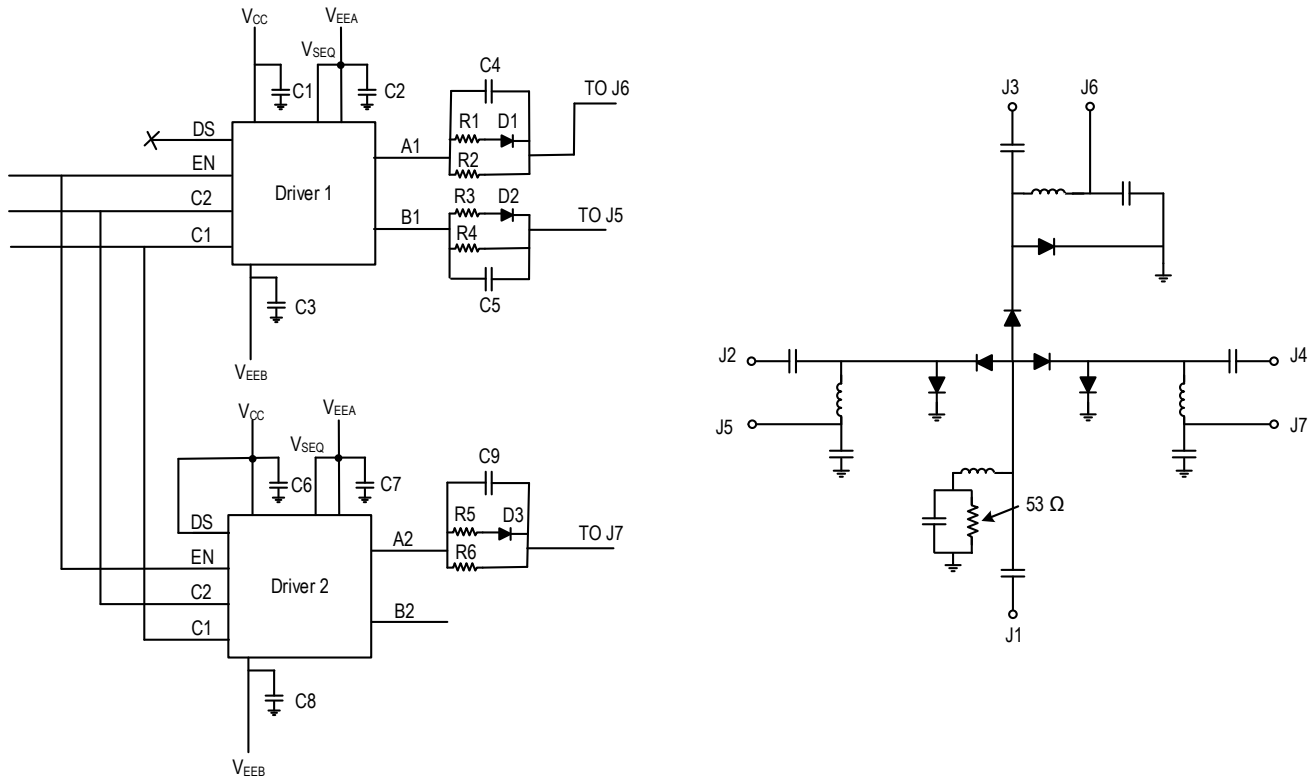 VCC
VEEA
VSEQ
C1
C2
DS
EN
C2
C1
Driver 1
A1
B1
C4
R1
D1
R2
TO J6
R3
D2
R4
C5
TO J5
C3
VEEB
VCC
VEEA
VSEQ
C6
C7
DS
EN
C2
C1
Driver 2
A2
B2
C9
R5
D3
R6
TO J7
C8
VEEB
J3
J6
J2
J4
J5
J7
53 Ω
J1